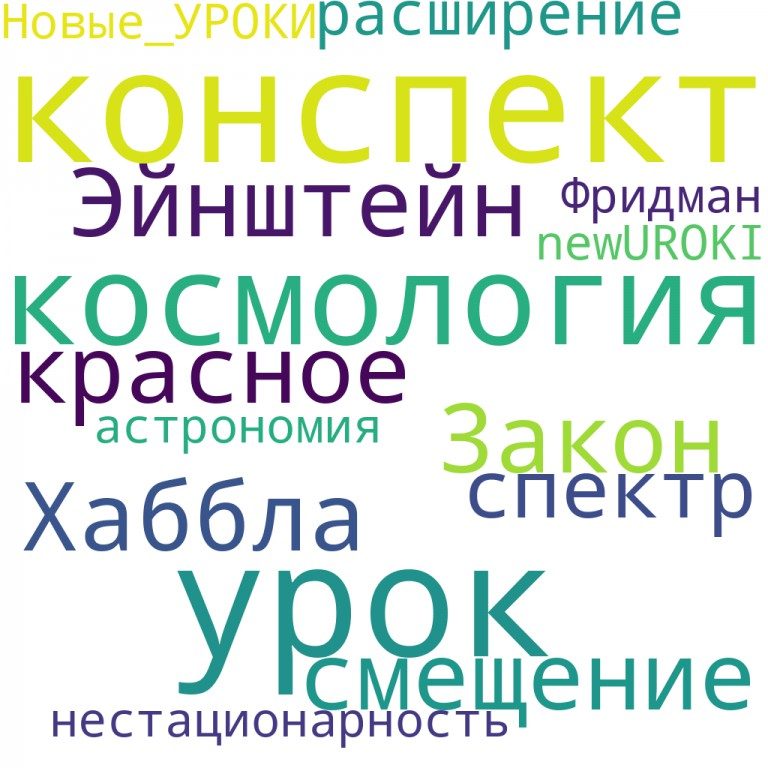 Новые_УРОКИ расширение
конспект
Эйнштейн Фридман
newUROKI
космология
красное
астрономия Закон
Хаббла спектр
урок
смещение
нестационарность